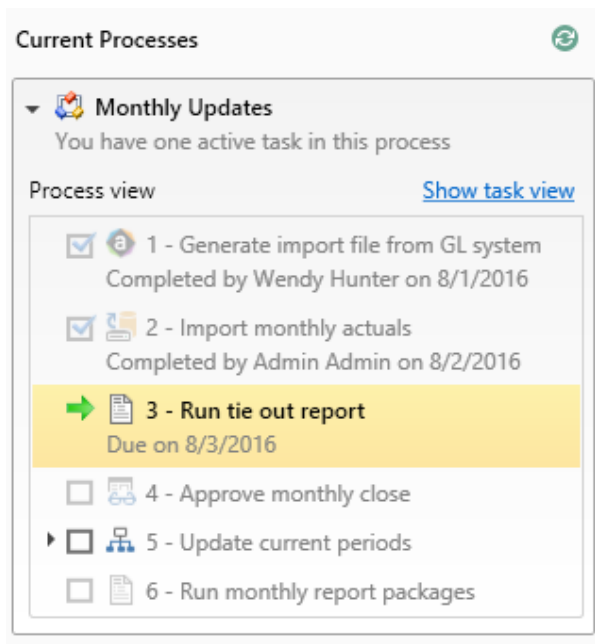 Current Processes
Monthly Updates
You have one active task in this process
Process view
Show task view
1 - Generate import file from GL system
Completed by Wendy Hunter on 8/1/2016
2 - Import monthly actuals
Completed by Admin Admin on 8/2/2016
3 - Run tie out report
Due on 8/3/2016
4 - Approve monthly close
5 - Update current periods
6 - Run monthly report packages